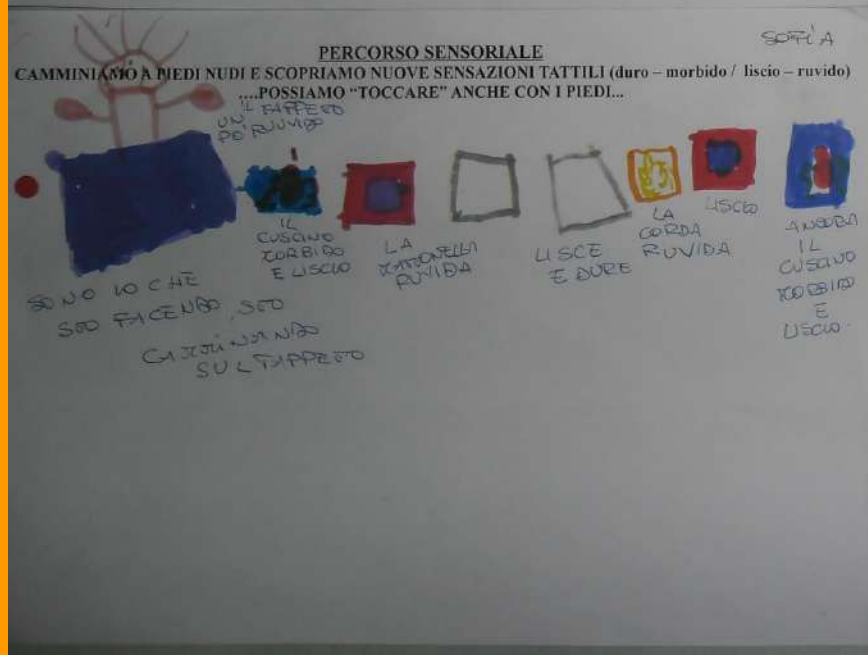 SOFIA
PERCORSO SENSORIALE
CAMMINIAMO A PIEDI NUDI E SCOPRIAMO NUOVE SENSAZIONI TATTILI (duro – morbido / liscio – ruvido)
....POSSIAMO "TOCCARE" ANCHE CON I PIEDI...
IL TAPPETO
UN
PO' RUVIDO
SONO IO CHE
STO FACENDO, STO
CAMMINANDO
SUL TAPPETO
IL
CUSCINO
MORBIDO
E LISCIO
LA
MATTONELLA
RUVIDA
LISCE
E DURE
LA
CORDA
RUVIDA
LISCIO
ANCORA
IL
CUSCINO
MORBIDO
E
LISCIO.